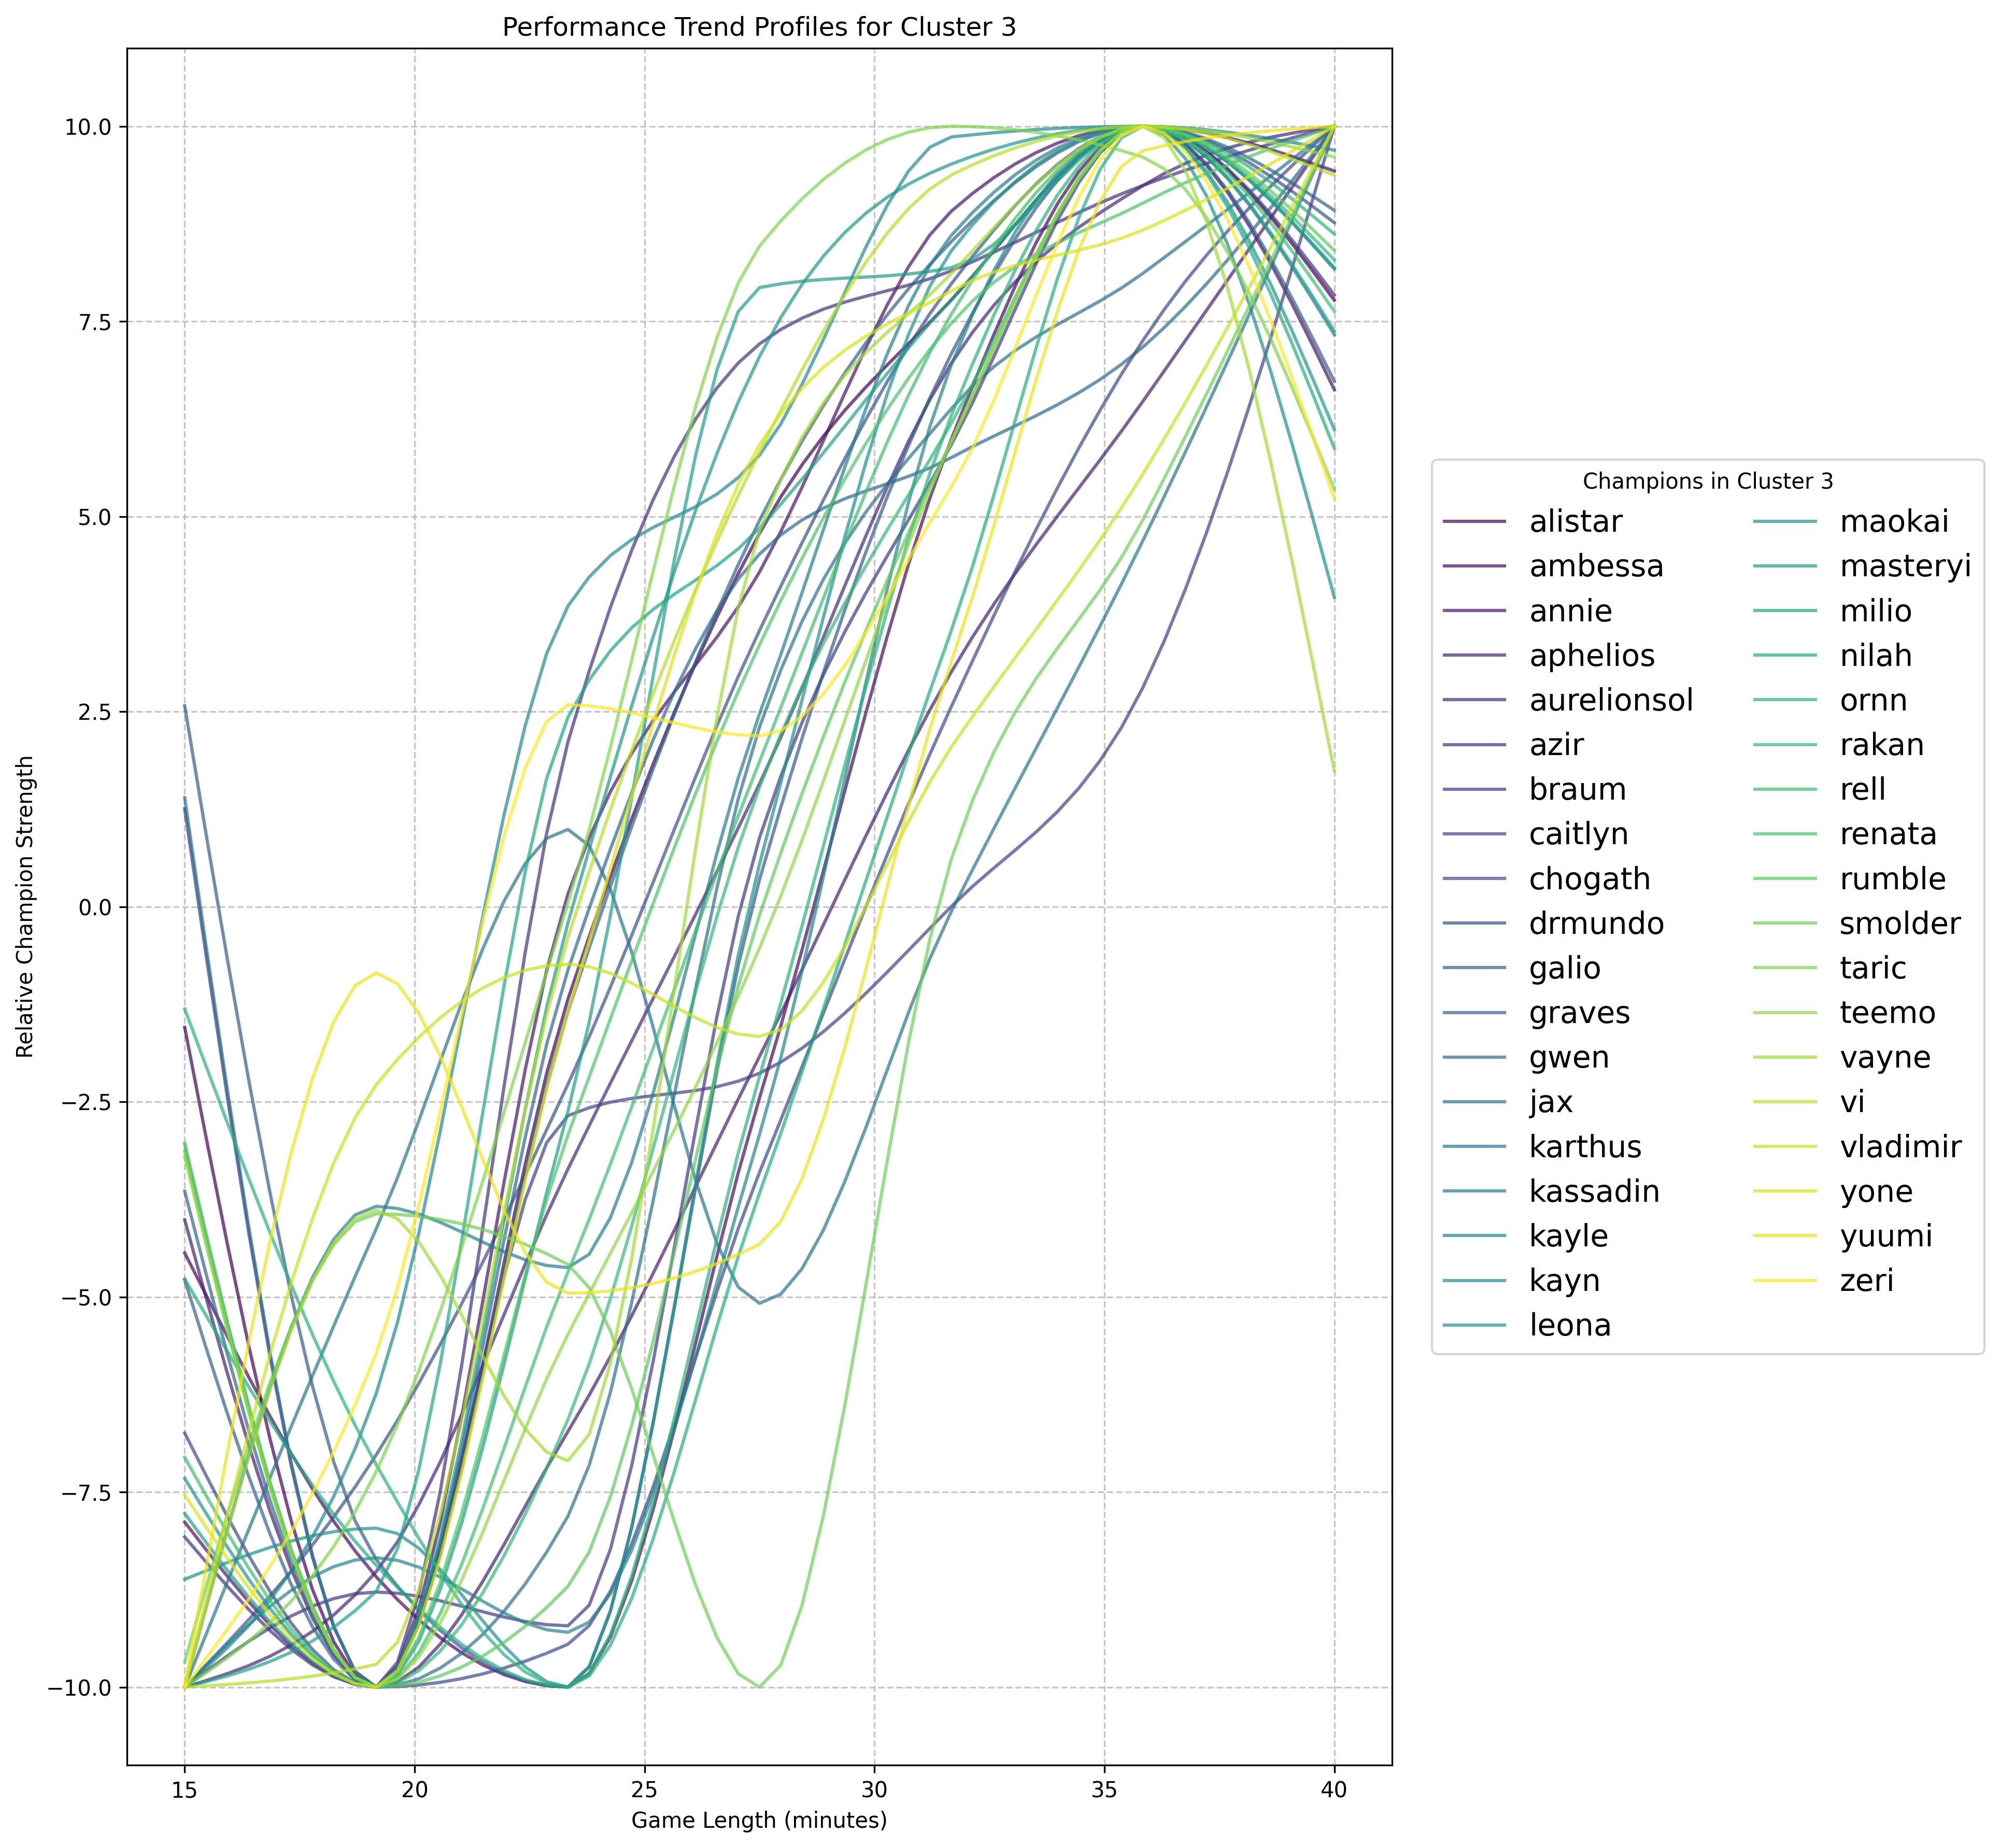 Performance Trend Profiles for Cluster 3
10.0
7.5
5.0
2.5
0.0
−2.5
−5.0
−7.5
−10.0
Relative Champion Strength
15
20
25
30
35
40
Game Length (minutes)
Champions in Cluster 3
alistar
ambessa
annie
aphelios
aurelionsol
azir
braum
caitlyn
chogath
drmundo
galio
graves
gwen
jax
karthus
kassadin
kayle
kayn
leona
maokai
masteryi
milio
nilah
ornn
rakan
rell
renata
rumble
smolder
taric
teemo
vayne
vi
vladimir
yone
yuumi
zeri